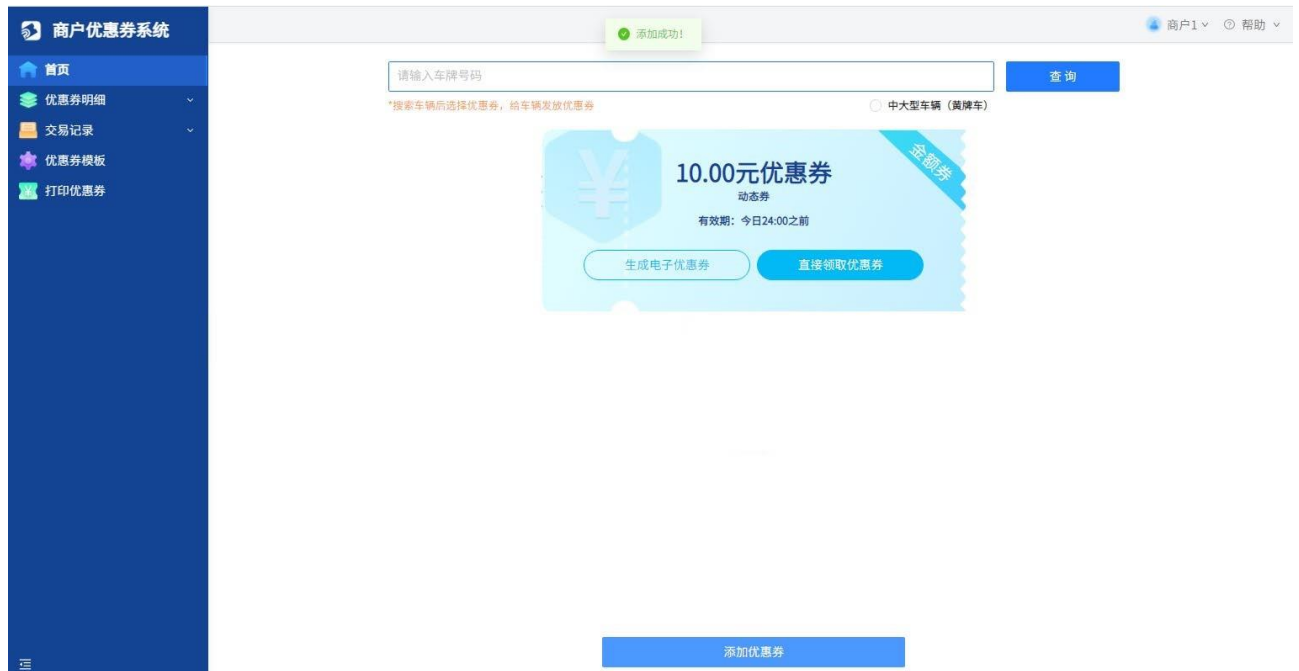 商户优惠券系统
添加成功!
商户1
帮助
首页
优惠券明细
交易记录
优惠券模板
打印优惠券
请输入车牌号码
查 询
*搜索车辆后选择优惠券，给车辆发放优惠券
中大型车辆（黄牌车）
¥
金额券
10.00元优惠券
动态券
有效期：今日24:00之前
生成电子优惠券
直接领取优惠券
添加优惠券